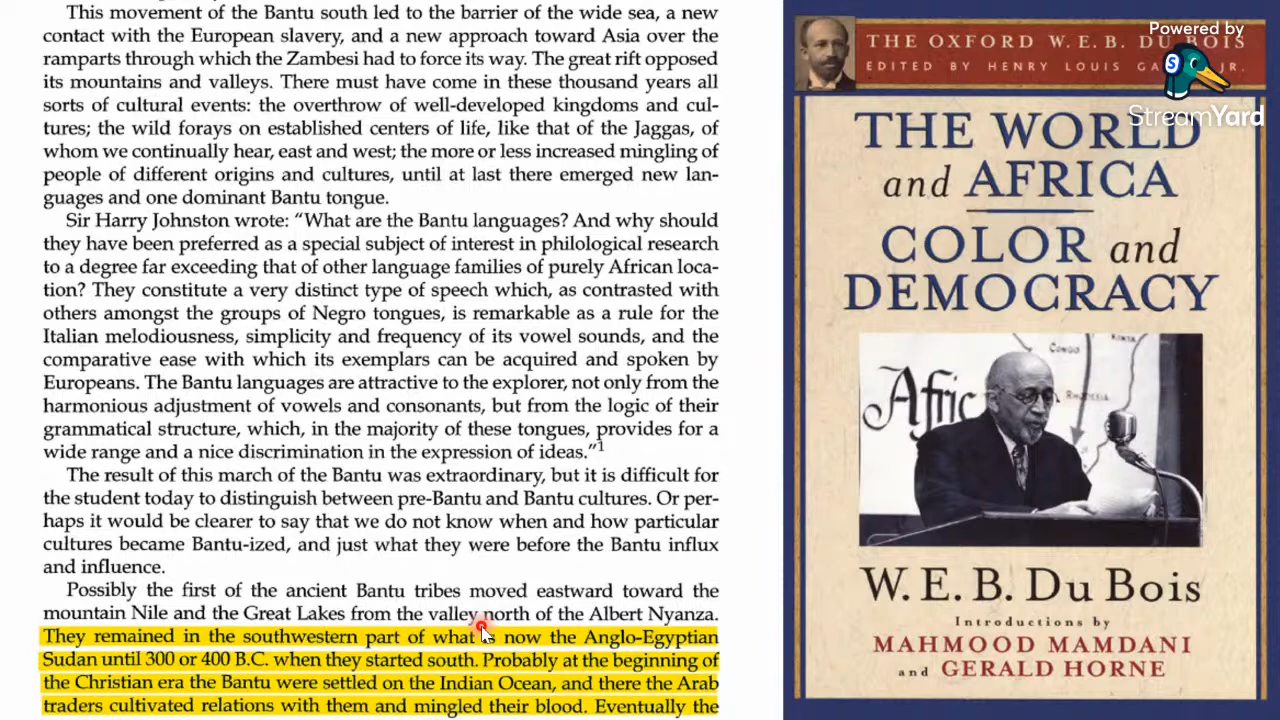 This movement of the Bantu south led to the barrier of the wide sea, a new
contact with the European slavery, and a new approach toward Asia over the
ramparts through which the Zambesi had to force its way. The great rift opposed
its mountains and valleys. There must have come in these thousand years all
sorts of cultural events: the overthrow of well-developed kingdoms and cul-
tures; the wild forays on established centers of life, like that of the Jaggas, of
whom we continually hear, east and west; the more or less increased mingling of
people of different origins and cultures, until at last there emerged new lan-
guages and one dominant Bantu tongue.
Sir Harry Johnston wrote: “What are the Bantu languages? And why should
they have been preferred as a special subject of interest in philological research
to a degree far exceeding that of other language families of purely African loca-
tion? They constitute a very distinct type of speech which, as contrasted with
others amongst the groups of Negro tongues, is remarkable as a rule for the
Italian melodiousness, simplicity and frequency of its vowel sounds, and the
comparative ease with which its exemplars can be acquired and spoken by
Europeans. The Bantu languages are attractive to the explorer, not only from the
harmonious adjustment of vowels and consonants, but from the logic of their
grammatical structure, which, in the majority of these tongues, provides for a
wide range and a nice discrimination in the expression of ideas.”1
The result of this march of the Bantu was extraordinary, but it is difficult for
the student today to distinguish between pre-Bantu and Bantu cultures. Or per-
haps it would be clearer to say that we do not know when and how particular
cultures became Bantu-ized, and just what they were before the Bantu influx
and influence.
Possibly the first of the ancient Bantu tribes moved eastward toward the
mountain Nile and the Great Lakes from the valley north of the Albert Nyanza.
They remained in the southwestern part of what is now the Anglo-Egyptian
Sudan until 300 or 400 B.C. when they started south. Probably at the beginning of
the Christian era the Bantu were settled on the Indian Ocean, and there the Arab
traders cultivated relations with them and mingled their blood. Eventually the
Powered by
S
StreamYard
THE OXFORD W. E. B. DU BOIS
EDITED BY HENRY LOUIS JR.
THE WORLD
and AFRICA
COLOR and
DEMOCRACY
CONGO
Afric
RHODESIA
W. E. B. Du Bois
Introductions by
MAHMOOD MAMDANI
and GERALD HORNE